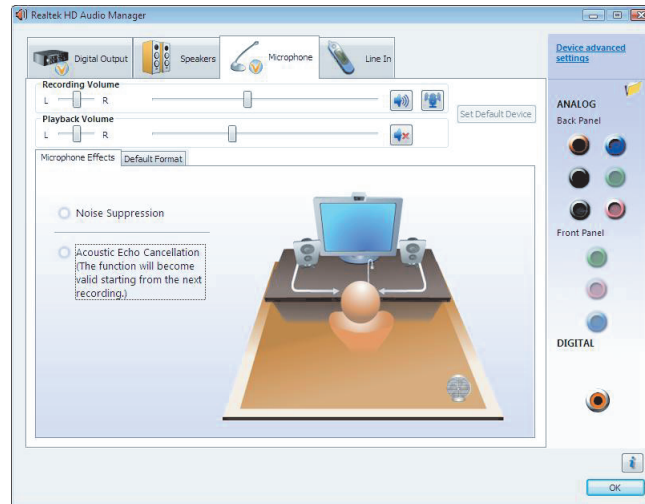 Realtek HD Audio Manager
Digital Output
Speakers
Microphone
Line In
Device advanced
settings
Recording Volume
L
R
Set Default Device
Playback Volume
L
R
ANALOG
Back Panel
Microphone Effects
Default Format
Noise Suppression
Acoustic Echo Cancellation
(The function will become
valid starting from the next
recording.)
Front Panel
DIGITAL
i
OK